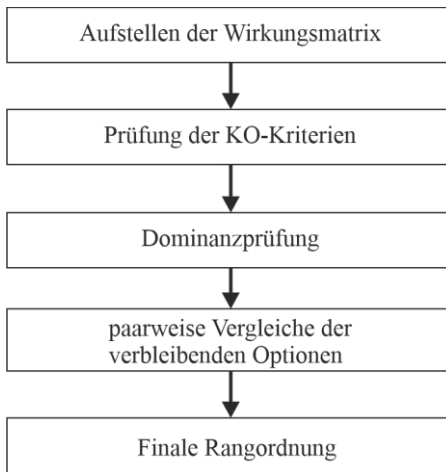 Aufstellen der Wirkungsmatrix
Prüfung der KO-Kriterien
Dominanzprüfung
paarweise Vergleiche der
verbleibenden Optionen
Finale Rangordnung